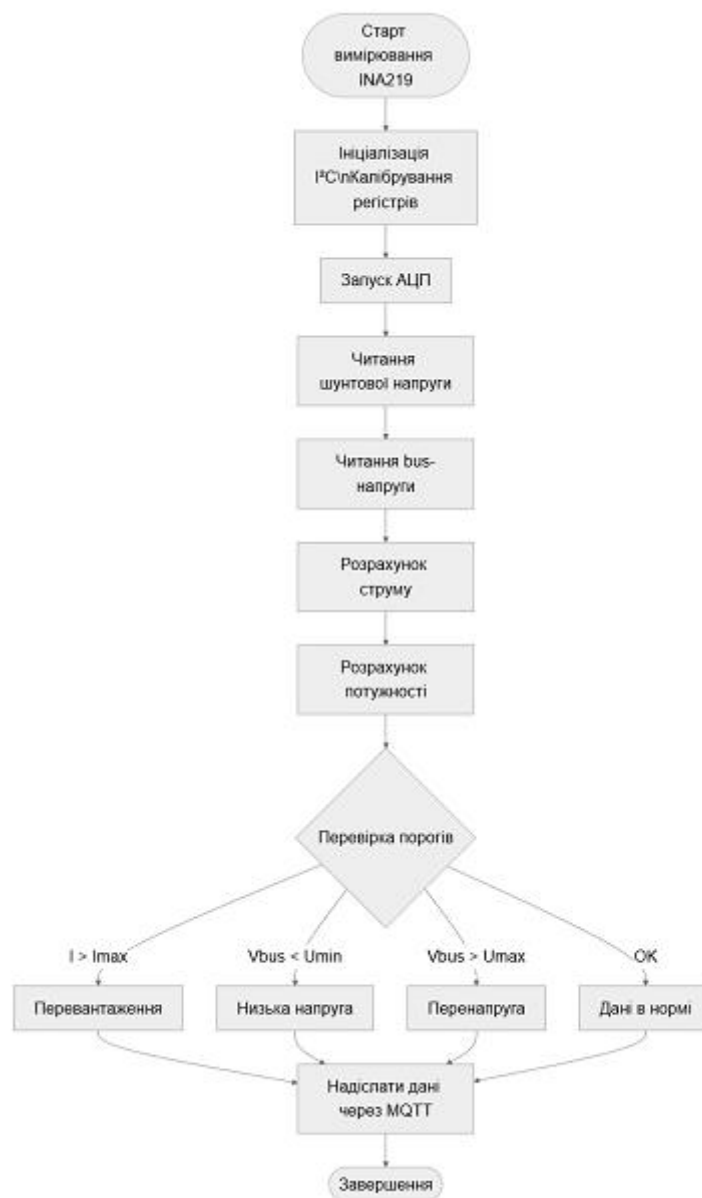 Старт
вимірювання
INA219
Ініціалізація
I²C\nКалібрування
регістрів
Запуск АЦП
Читання
шунтової напруги
Читання bus-
напруги
Розрахунок
струму
Розрахунок
потужності
Перевірка порогів
I > Imax
Vbus < Umin
Vbus > Umax
OK
Перевантаження
Низька напруга
Перенапруга
Дані в нормі
Надіслати дані
через MQTT
Завершення